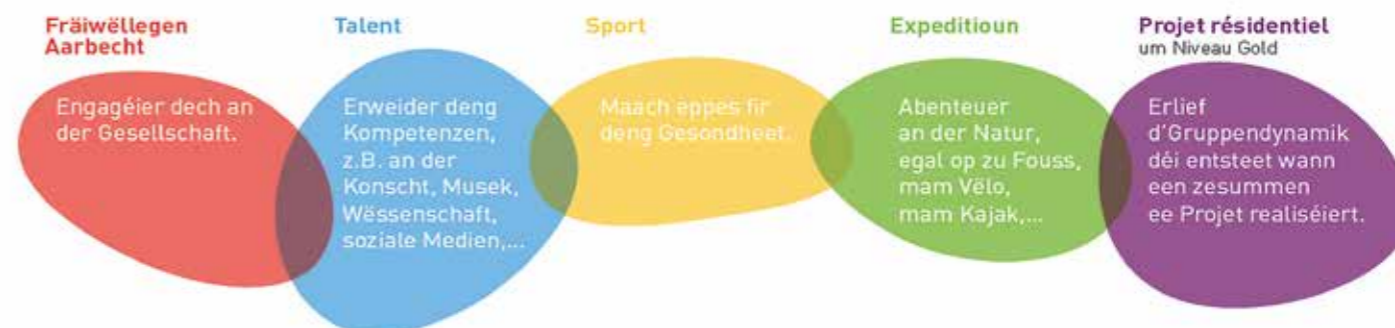 Fräiwëllegen
Aarbecht
Engagéier dech an
der Gesellschaft.
Talent
Erweider deng
Kompetenzen,
z.B. an der
Konscht, Musek,
Wëssenschaft,
soziale Medien,...
Sport
Maach eppes fir
deng Gesondheet.
Expeditioun
Abenteuer
an der Natur,
egal op zu Fouss,
mam Vëlo,
mam Kajak,...
Projet résidentiel
um Niveau Gold
Erlief
d'Gruppendynamik
déi entsteet wann
een zesummen
ee Projet realiséiert.